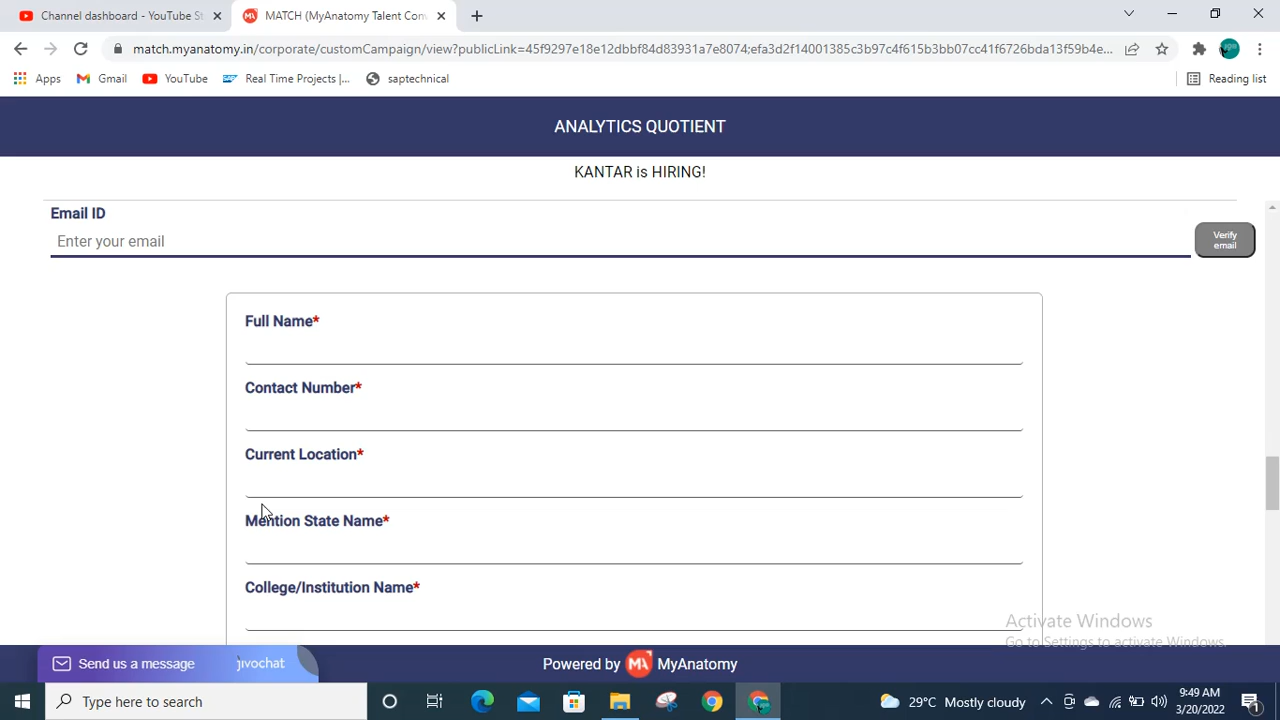 Channel dashboard - YouTube St
MATCH (MyAnatomy Talent Com
match.myanatomy.in/corporate/customCampaign/view?publicLink=45f9297e18e12dbbf84d83931a7e8074;efa3d2f14001385c3b97c4f615b3bb07cc41f6726bda13f59b4e...
Apps
Gmail
YouTube
Real Time Projects |...
saptechnical
Reading list
ANALYTICS QUOTIENT
KANTAR is HIRING!
Email ID
Enter your email
Verify
email
Full Name*
Contact Number*
Current Location*
Mention State Name*
College/Institution Name*
Activate Windows
Go to Settings to activate Windows.
Send us a message
jivochat
Powered by MyAnatomy
Type here to search
29°C Mostly cloudy
9:49 AM
3/20/2022